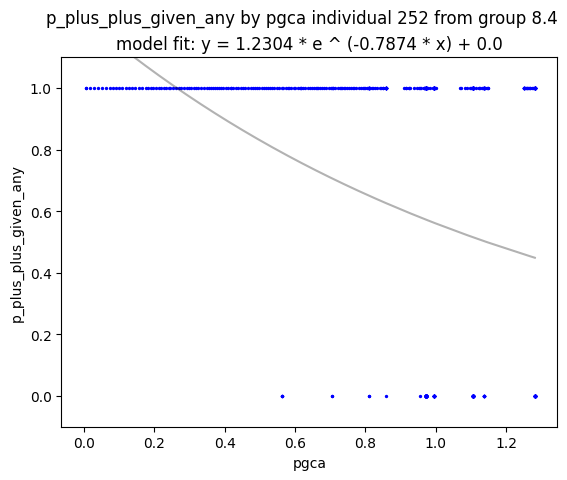 p_plus_plus_given_any by pgca individual 252 from group 8.4
model fit: y = 1.2304 * e ^ (-0.7874 * x) + 0.0
1.0
0.8
0.6
0.4
0.2
0.0
p_plus_plus_given_any
0.0 0.2 0.4 0.6 0.8 1.0 1.2
pgca